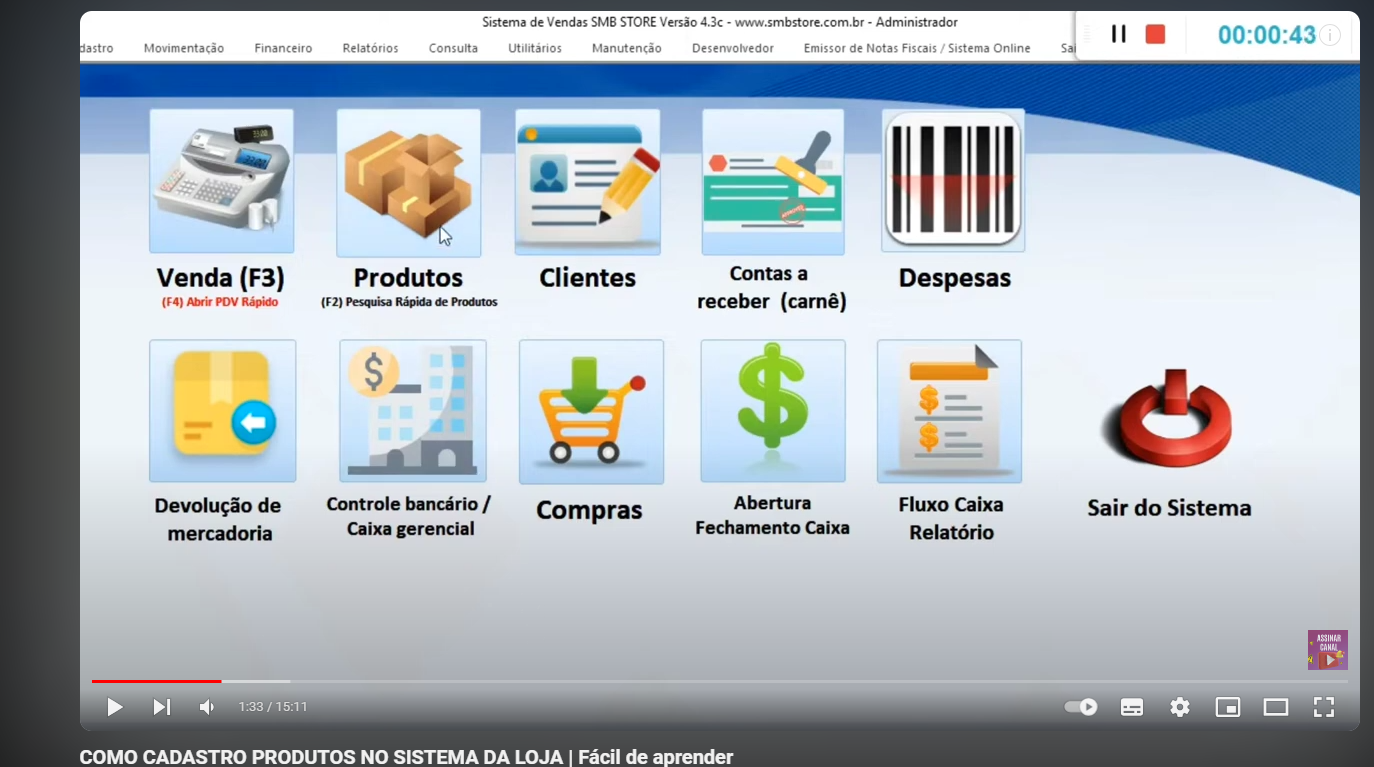 Sistema de Vendas SMB STORE Versão 4.3c - www.smbstore.com.br - Administrador
dastro Movimentação Financeiro Relatórios Consulta Utilitários Manutenção Desenvolvedor Emissor de Notas Fiscais / Sistema Online Sai
00:00:43
Venda (F3)
(F4) Abrir PDV Rápido
Produtos
(F2) Pesquisa Rápida de Produtos
Clientes
Contas a
receber (carnê)
Despesas
Devolução de
mercadoria
Controle bancário /
Caixa gerencial
Compras
Abertura
Fechamento Caixa
Fluxo Caixa
Relatório
Sair do Sistema
ASSINAR
CANAL
1:33 / 15:11
COMO CADASTRO PRODUTOS NO SISTEMA DA LOJA | Fácil de aprender